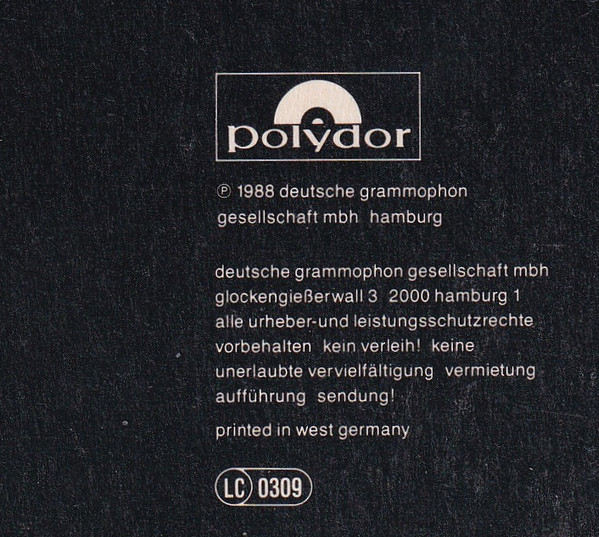 polydor
℗ 1988 deutsche grammophon
gesellschaft mbh hamburg
deutsche grammophon gesellschaft mbh
glockengießerwall 3 2000 hamburg 1
alle urheber-und leistungsschutzrechte
vorbehalten kein verleih! keine
unerlaubte vervielfältigung vermietung
aufführung sendung!
printed in west germany
LC 0309